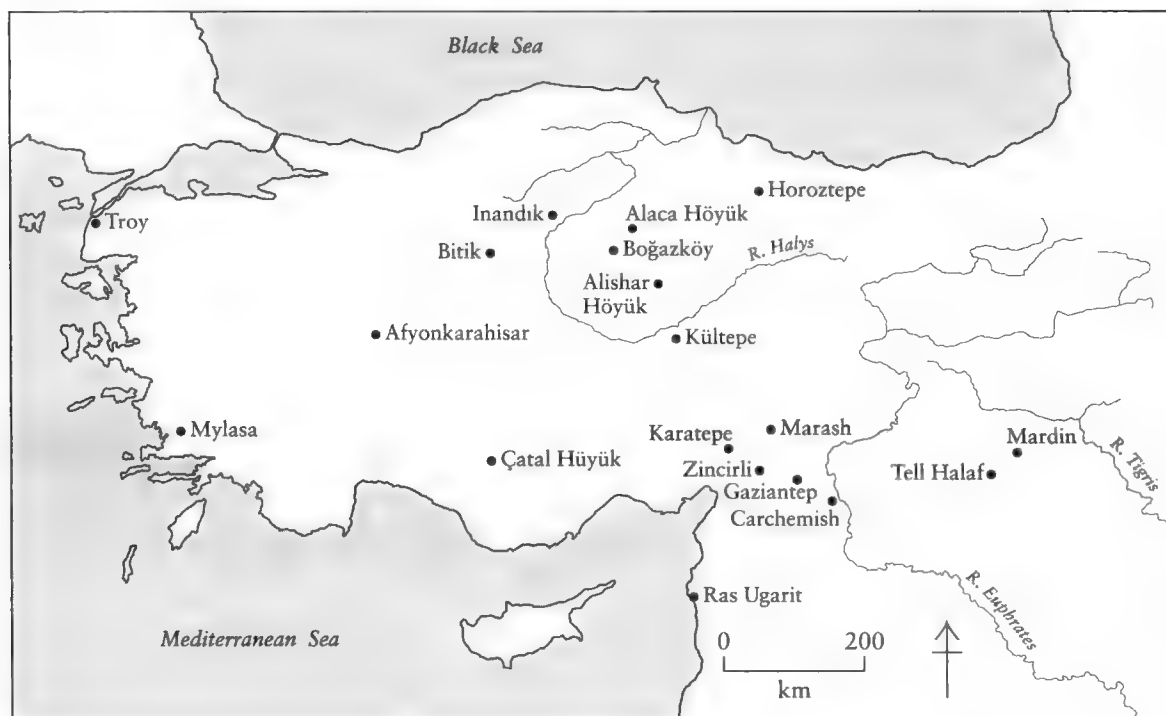 Black Sea
Horoztepe
Troy
Inandık
Alaca Höyük
Bitik
Boğazköy
R. Halys
Alishar
Höyük
Afyonkarahisar
Kültepe
Mylasa
Marash
Karatepe
Mardin
Çatal Hüyük
Zincirli
Tell Halaf
R. Tigris
Gaziantep
Carchemish
Ras Ugarit
R. Euphrates
Mediterranean Sea
0 200
km